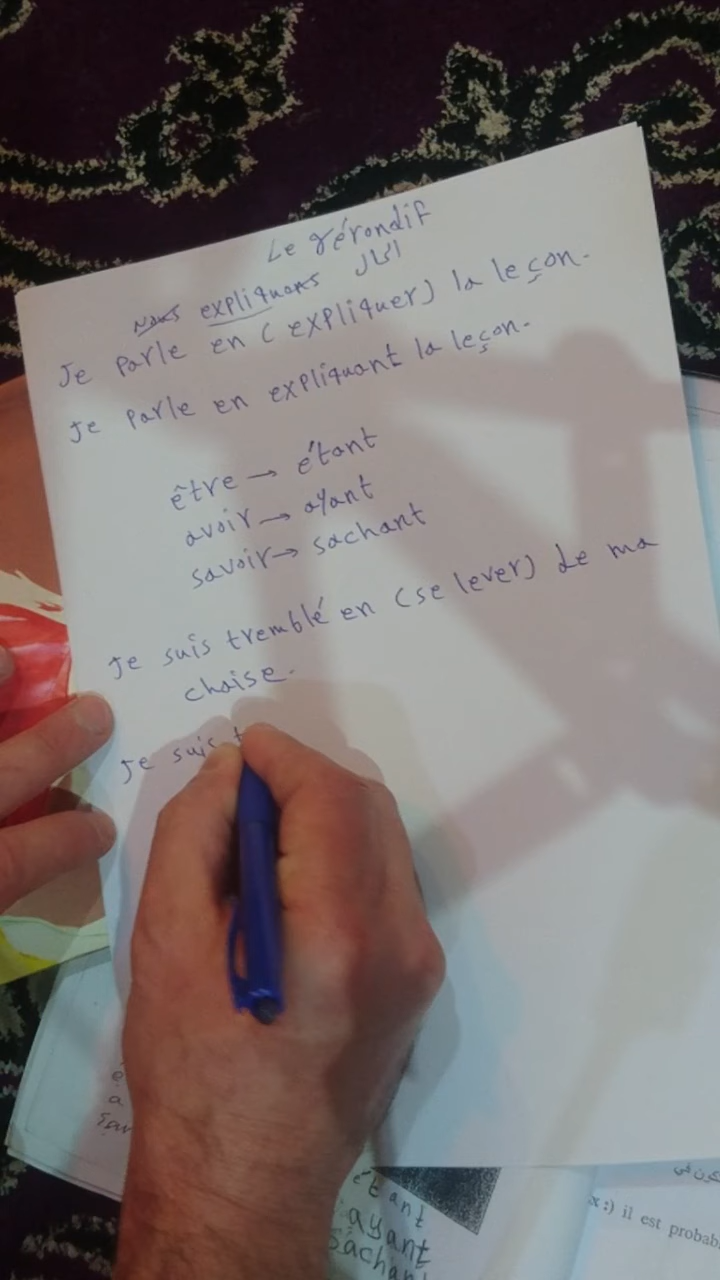 Le gérondif
الحال
Nous expliquons
Je parle en (expliquer) la leçon.
Je parle en expliquant la leçon.
être → étant
avoir → ayant
savoir → sachant
Je suis tremblé en (se lever) de ma
chaise.
Je suis t
étant
ayant
sachant
x :) il est probab